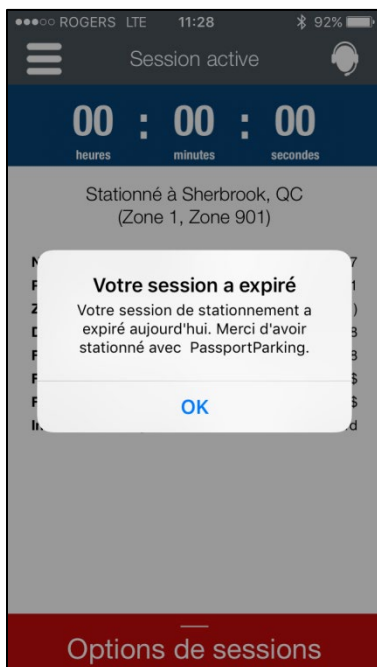 ROGERS LTE 11:28 92%
Session active
00 : 00 : 00
heures minutes secondes
Stationné à Sherbrook, QC
(Zone 1, Zone 901)
Votre session a expiré
Votre session de stationnement a
expiré aujourd'hui. Merci d'avoir
stationné avec PassportParking.
OK
Options de sessions